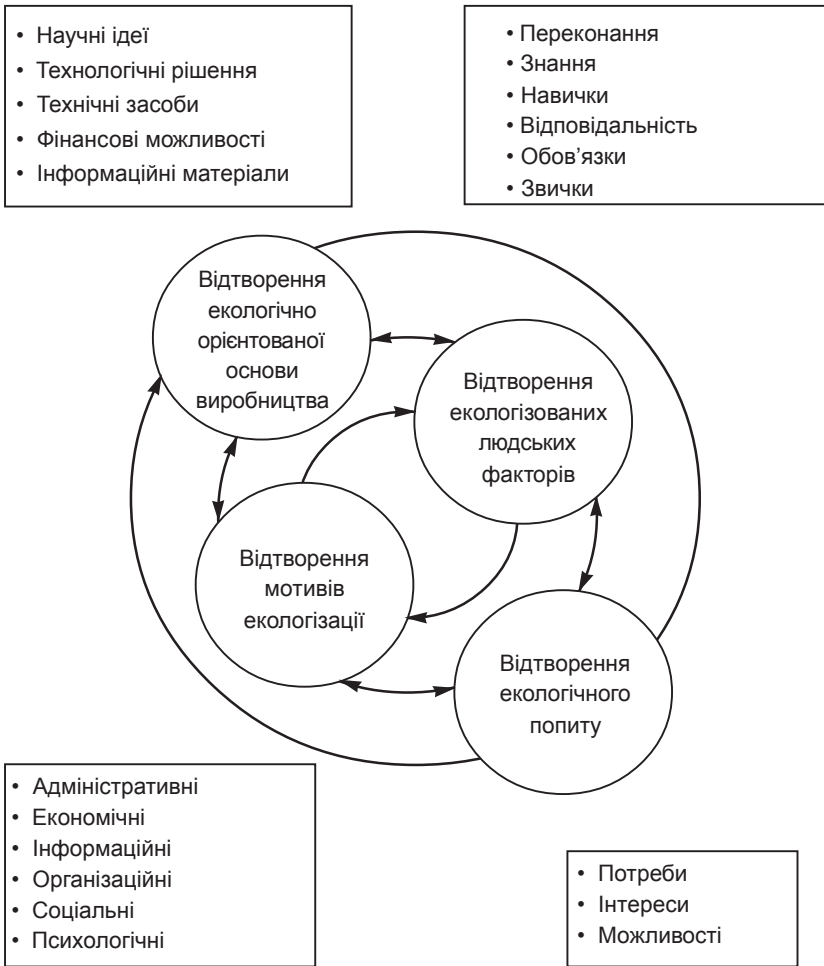 • Научні ідеї
• Технологічні рішення
• Технічні засоби
• Фінансові можливості
• Інформаційні матеріали
• Переконання
• Знання
• Навички
• Відповідальність
• Обов’язки
• Звички
Відтворення
екологічно
орієнтованої
основи
виробництва
Відтворення
екологізованих
людських
факторів
Відтворення
мотивів
екологізації
Відтворення
екологічного
попиту
• Адміністративні
• Економічні
• Інформаційні
• Організаційні
• Соціальні
• Психологічні
• Потреби
• Інтереси
• Можливості